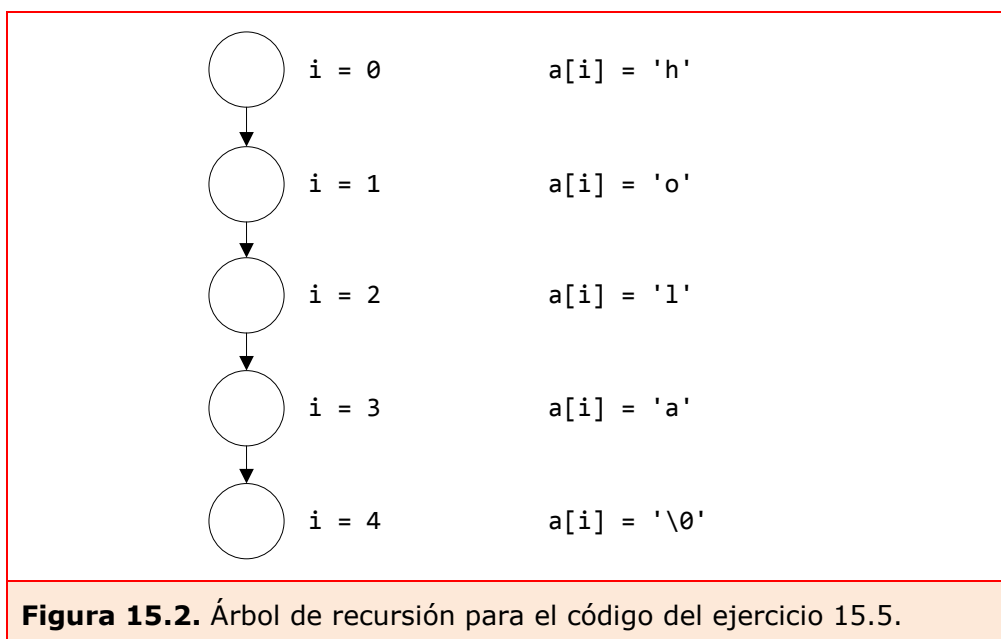 i = 0 a[i] = 'h'
i = 1 a[i] = 'o'
i = 2 a[i] = 'l'
i = 3 a[i] = 'a'
i = 4 a[i] = '\0'
Figura 15.2. Árbol de recursión para el código del ejercicio 15.5.